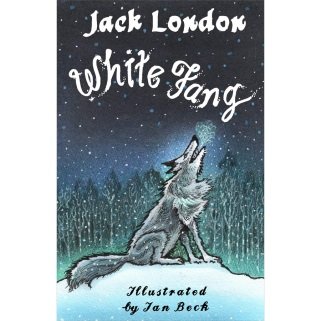 Jack London
White Fang
Illustrated
by Ian Beck